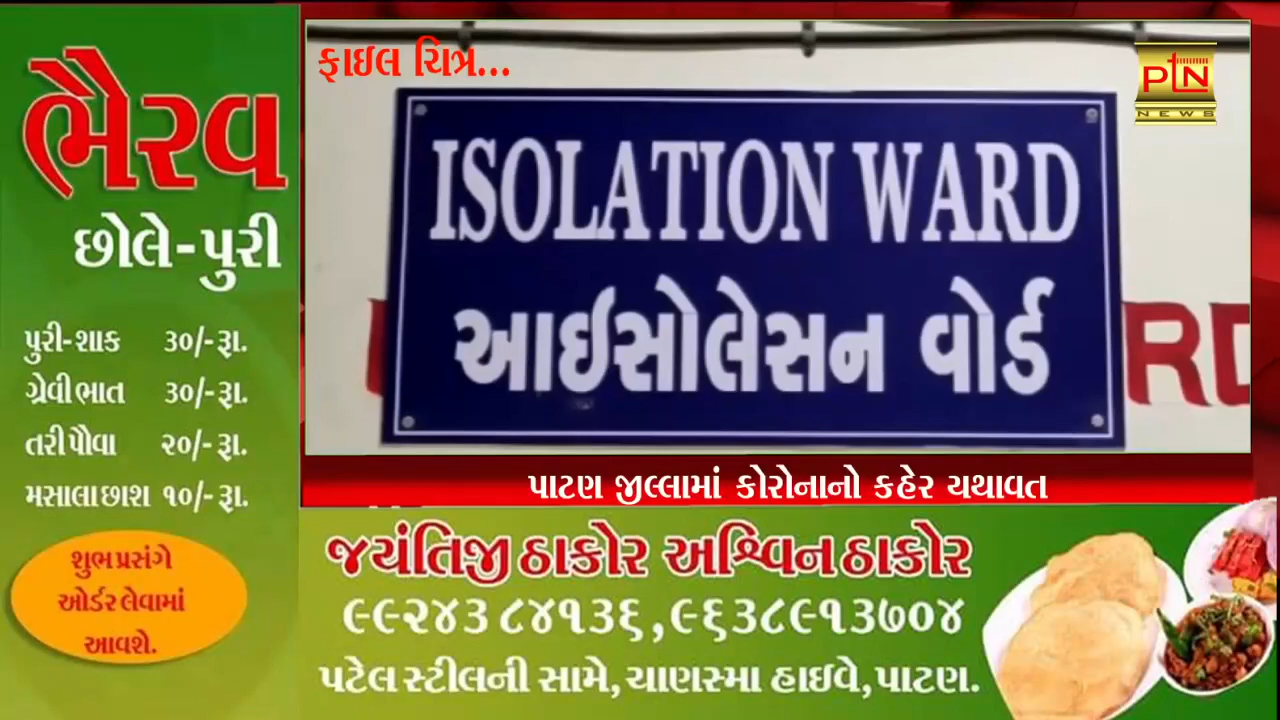 ભૈરવ
છોલે-પુરી
પુરી-શાક ૩૦/-રૂા.
ગ્રેવીભાત ૩૦/-રૂા.
તરીપૌવા ૨૦/-રૂા.
મસાલાછાશ ૧૦/-રૂા.
શુભપ્રસંગે
ઓર્ડર લેવામાં
આવશે.
ફાઇલ ચિત્ર...
PTN
NEWS
ISOLATION WARD
આઈસોલેસન વોર્ડ
RD
પાટણ જીલ્લામાં કોરોનાનો કહેર યથાવત
જયંતિજી ઠાકોર અશ્વિન ઠાકોર
૯૯૨૪૩ ૮૪૧૩૬,૯૬૩૮૯૧૩૭૦૪
પટેલ સ્ટીલની સામે, ચાણસ્મા હાઇવે, પાટણ.